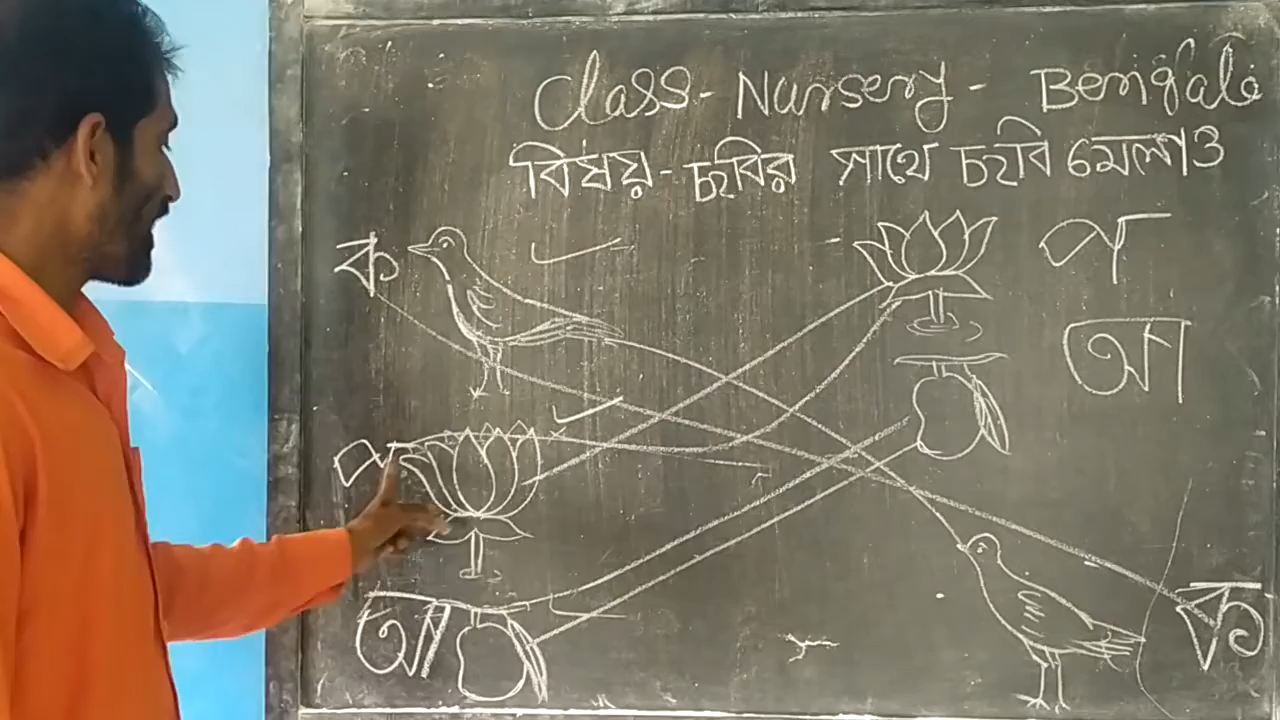 Class - Nursery - Bengali
বিষয় - ছবির সাথে ছবি মেলাও
ক
প
প
আ
আ
ক